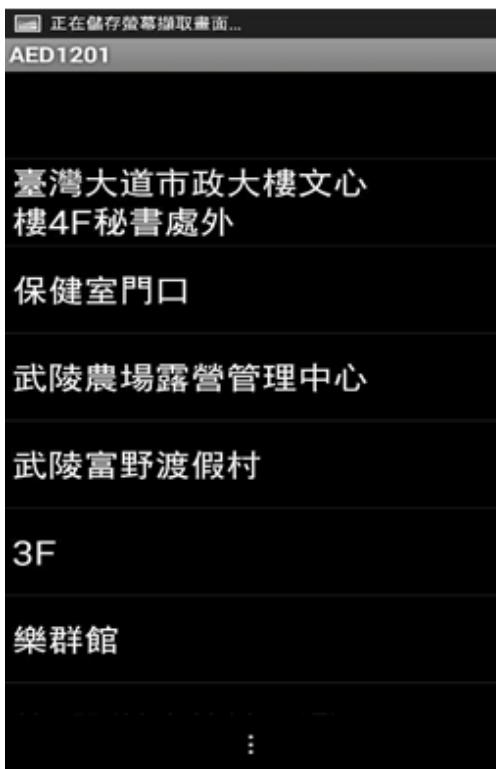 正在儲存螢幕擷取畫面...
AED1201
臺灣大道市政大樓文心
樓4F秘書處外
保健室門口
武陵農場露營管理中心
武陵富野渡假村
3F
樂群館